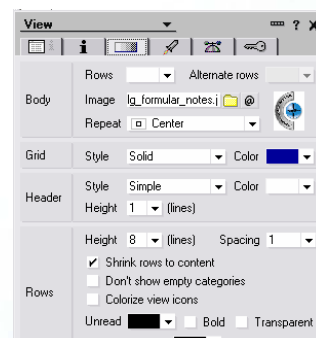 View ? x
i
Rows Alternate rows
Body Image lg_formular_notes.j @
Repeat Center
Grid Style Solid Color
Header Style Simple Color
Height 1 (lines)
Height 8 (lines) Spacing 1
Shrink rows to content
Don't show empty categories
Rows Colorize view icons
Unread Bold Transparent